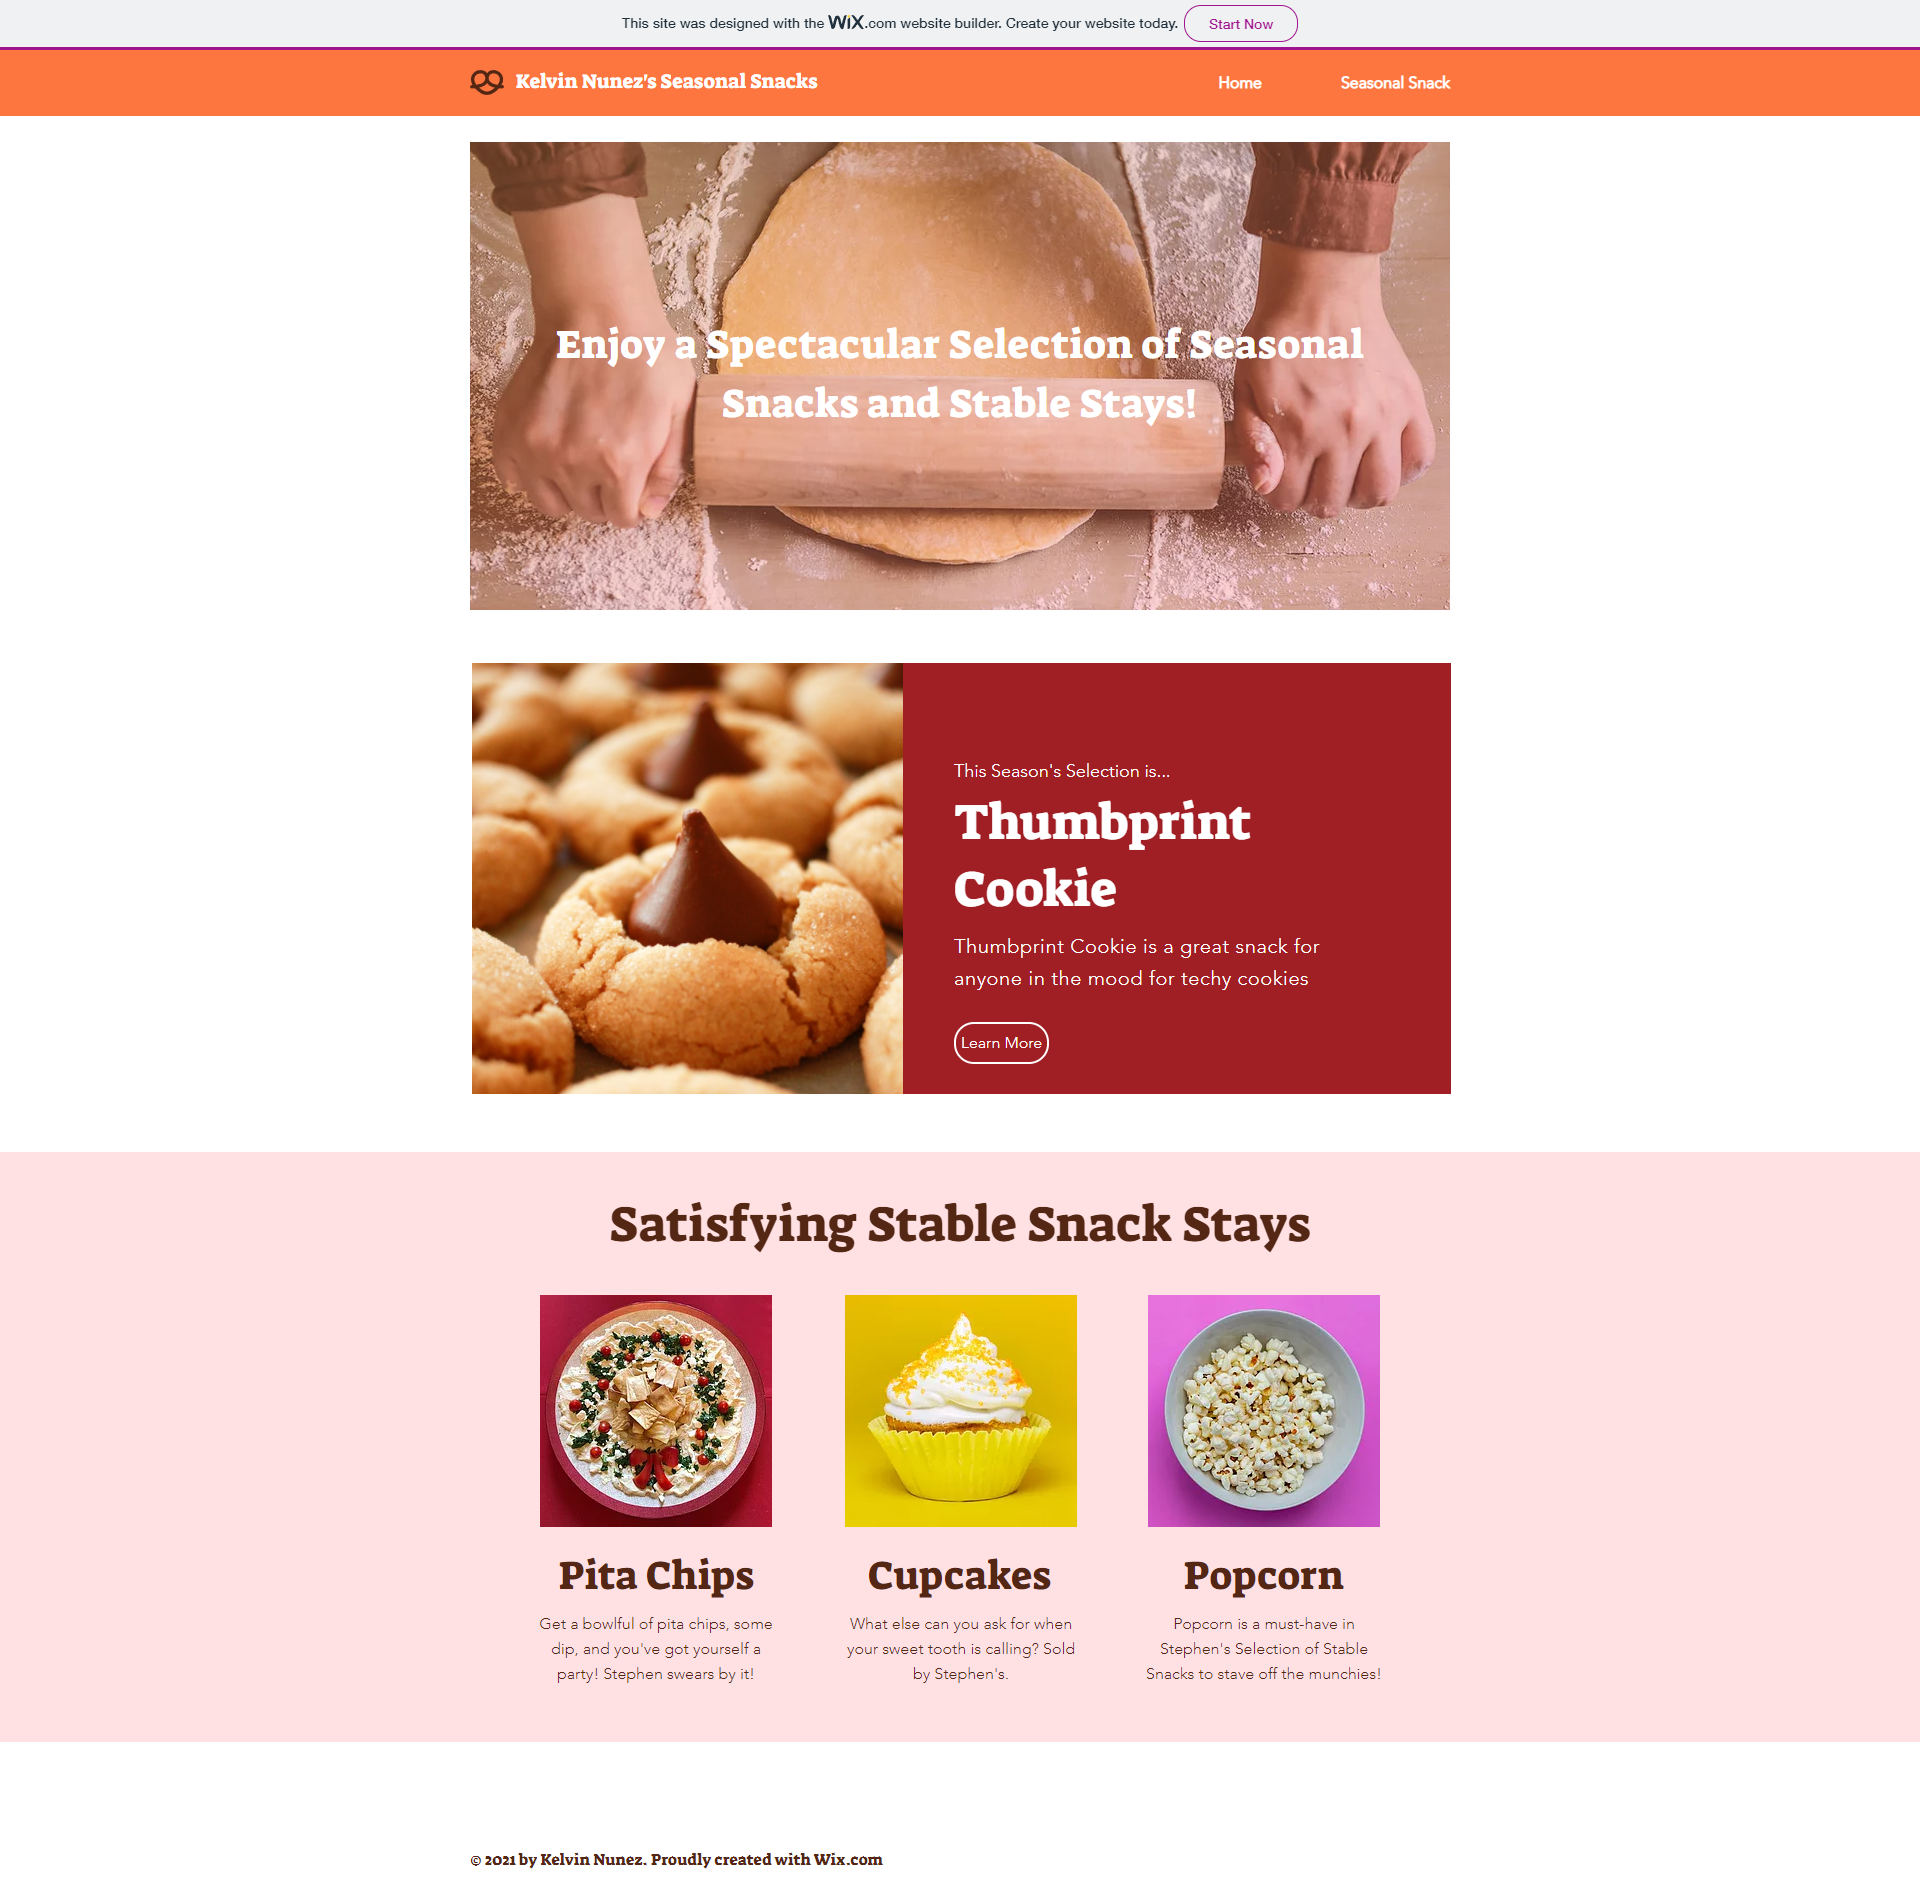 This site was designed with the WiX.com website builder. Create your website today. Start Now
Kelvin Nunez's Seasonal Snacks
Home Seasonal Snack
Enjoy a Spectacular Selection of Seasonal
Snacks and Stable Stays!
This Season's Selection is...
Thumbprint
Cookie
Thumbprint Cookie is a great snack for
anyone in the mood for techy cookies
Learn More
Satisfying Stable Snack Stays
Pita Chips
Get a bowlful of pita chips, some
dip, and you've got yourself a
party! Stephen swears by it!
Cupcakes
What else can you ask for when
your sweet tooth is calling? Sold
by Stephen's.
Popcorn
Popcorn is a must-have in
Stephen's Selection of Stable
Snacks to stave off the munchies!
© 2021 by Kelvin Nunez. Proudly created with Wix.com